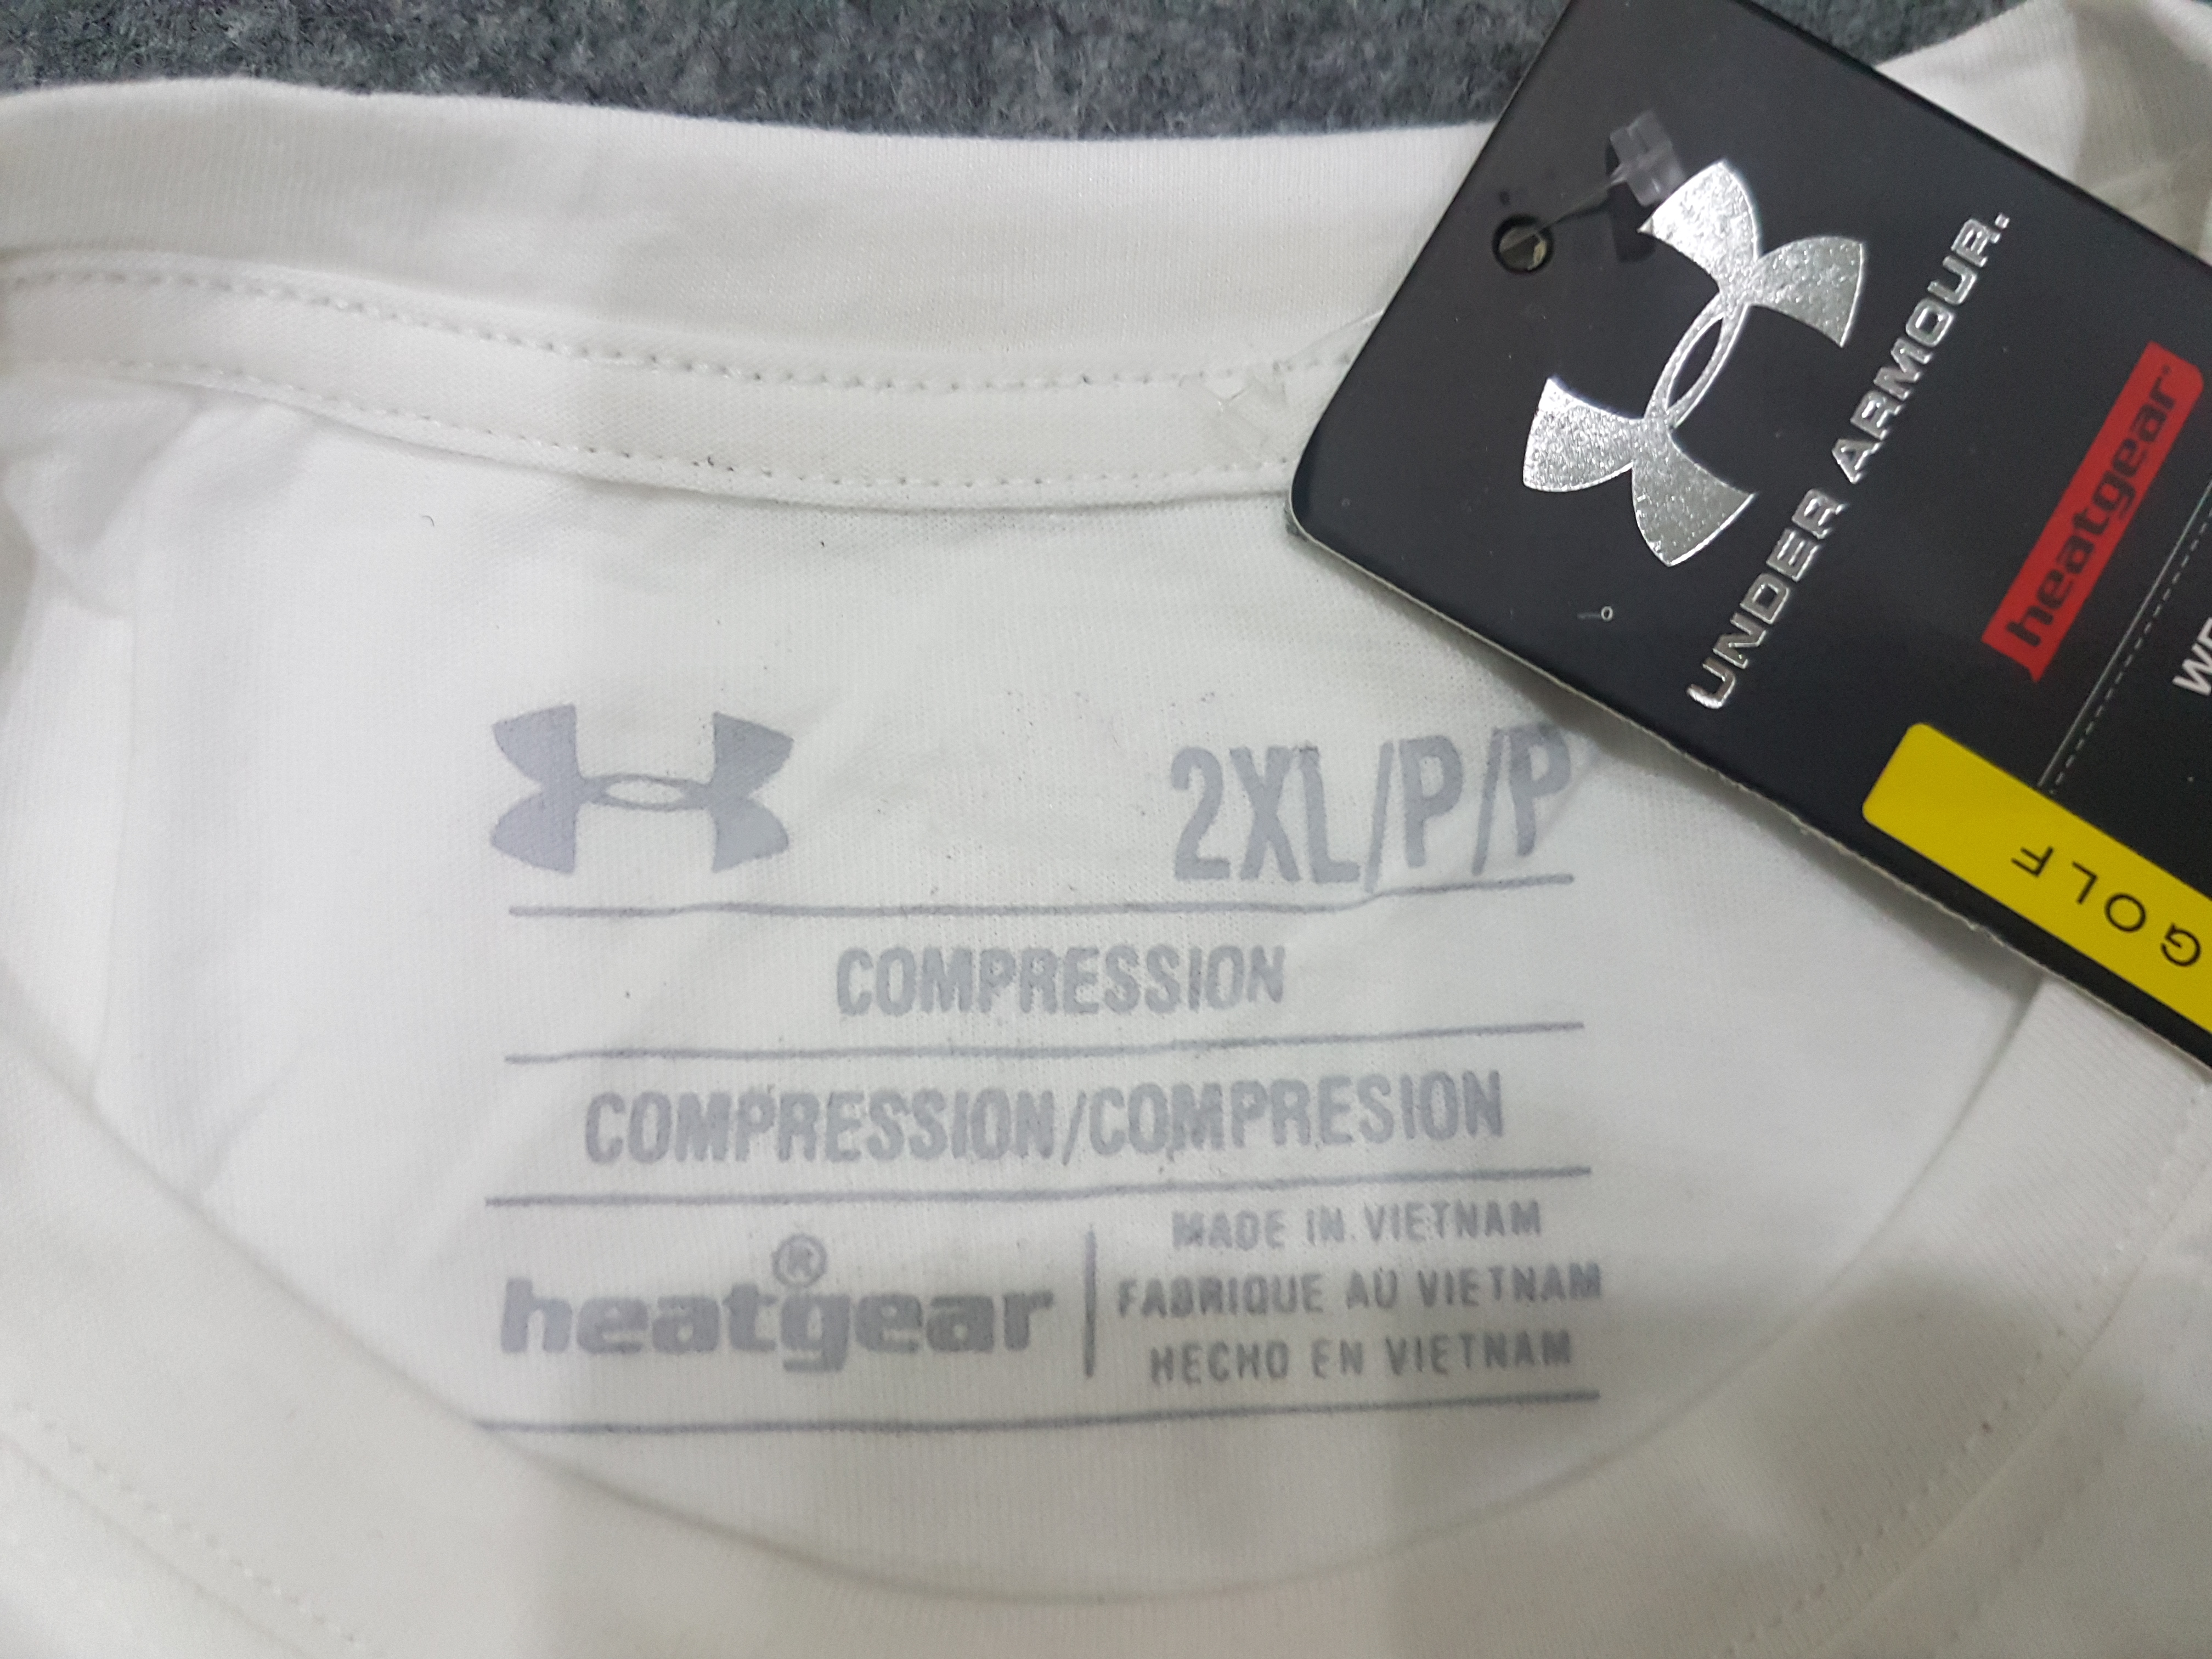 2XL/P/P
COMPRESSION
COMPRESSION/COMPRESION
heatgear®
MADE IN VIETNAM
FABRIQUE AU VIETNAM
HECHO EN VIETNAM
UNDER ARMOUR.
heatgear
GOLF